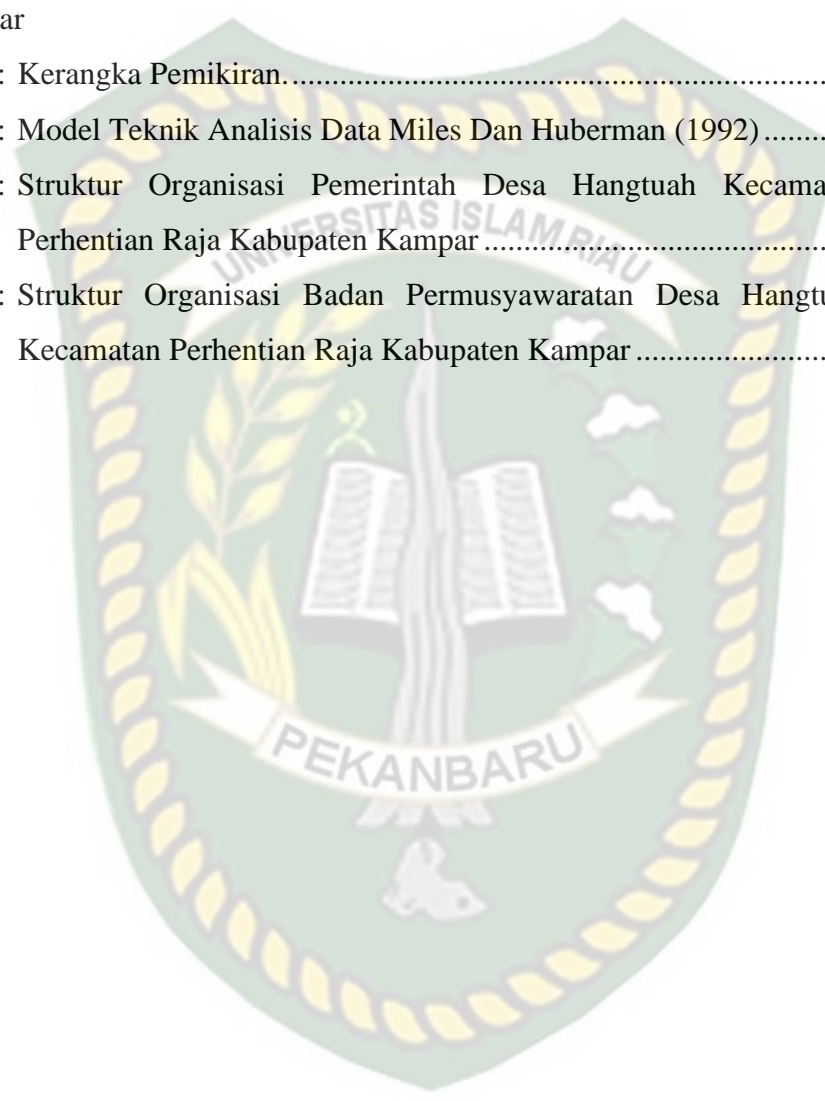 ar
: Kerangka Pemikiran.....................................................................................
: Model Teknik Analisis Data Miles Dan Huberman (1992)..........
: Struktur Organisasi Pemerintah Desa Hangtuah Kecama
Perhentian Raja Kabupaten Kampar......................................................
: Struktur Organisasi Badan Permusyawaratan Desa Hangtu
Kecamatan Perhentian Raja Kabupaten Kampar..............................
UNIVERSITAS ISLAM RIAU
PEKANBARU